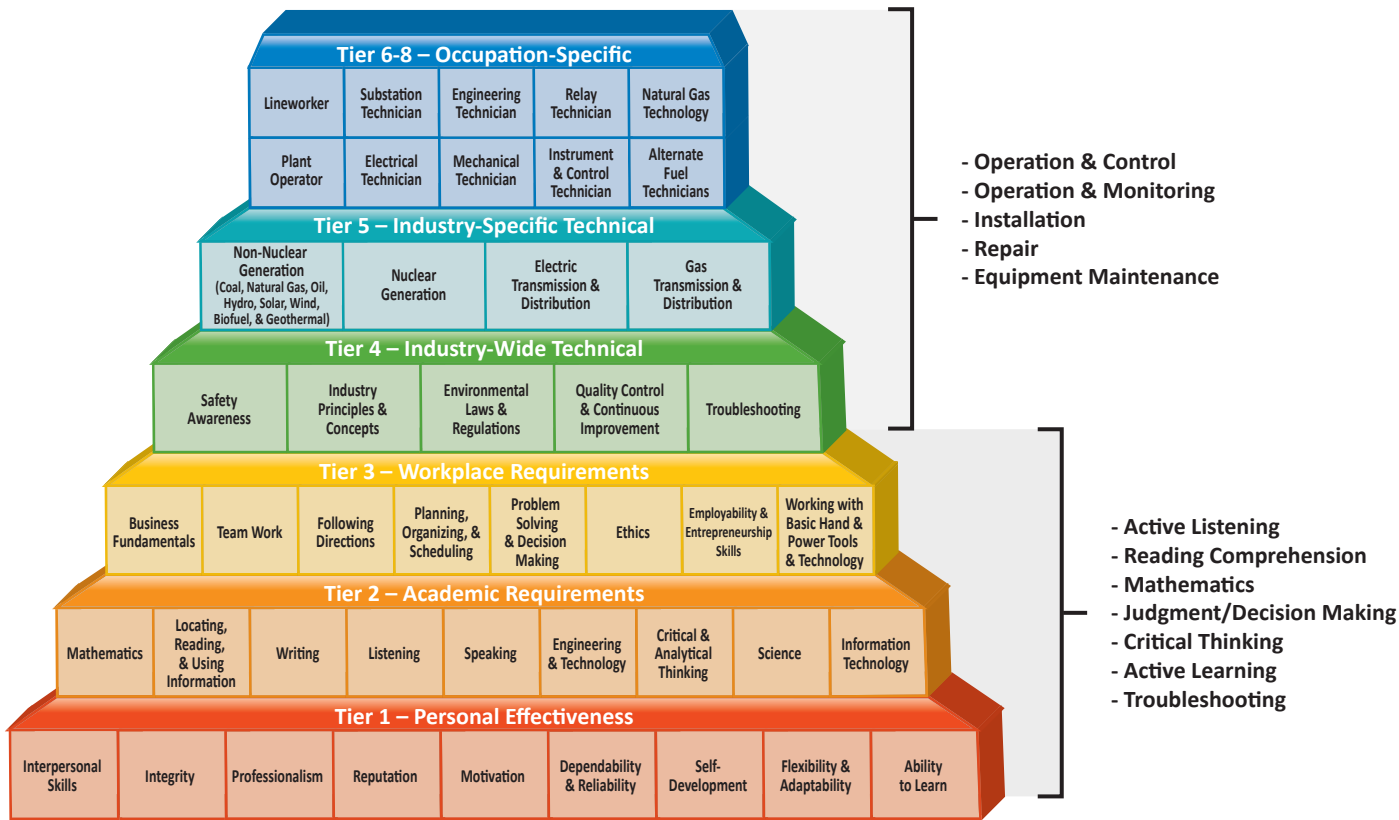 Tier 6-8 – Occupation-Specific
Lineworker
Substation
Technician
Engineering
Technician
Relay
Technician
Natural Gas
Technology
Plant
Operator
Electrical
Technician
Mechanical
Technician
Instrument
& Control
Technician
Alternate
Fuel
Technicians
Tier 5 – Industry-Specific Technical
Non-Nuclear
Generation
(Coal, Natural Gas, Oil,
Hydro, Solar, Wind,
Biofuel, & Geothermal)
Nuclear
Generation
Electric
Transmission &
Distribution
Gas
Transmission &
Distribution
Tier 4 – Industry-Wide Technical
Safety
Awareness
Industry
Principles &
Concepts
Environmental
Laws &
Regulations
Quality Control
& Continuous
Improvement
Troubleshooting
- Operation & Control
- Operation & Monitoring
- Installation
- Repair
- Equipment Maintenance
Tier 3 – Workplace Requirements
Business
Fundamentals
Team Work
Following
Directions
Planning,
Organizing, &
Scheduling
Problem
Solving
& Decision
Making
Ethics
Employability &
Entrepreneurship
Skills
Working with
Basic Hand &
Power Tools
& Technology
Tier 2 – Academic Requirements
Mathematics
Locating,
Reading,
& Using
Information
Writing
Listening
Speaking
Engineering
& Technology
Critical &
Analytical
Thinking
Science
Information
Technology
Tier 1 – Personal Effectiveness
Interpersonal
Skills
Integrity
Professionalism
Reputation
Motivation
Dependability
& Reliability
Self-
Development
Flexibility &
Adaptability
Ability
to Learn
- Active Listening
- Reading Comprehension
- Mathematics
- Judgment/Decision Making
- Critical Thinking
- Active Learning
- Troubleshooting